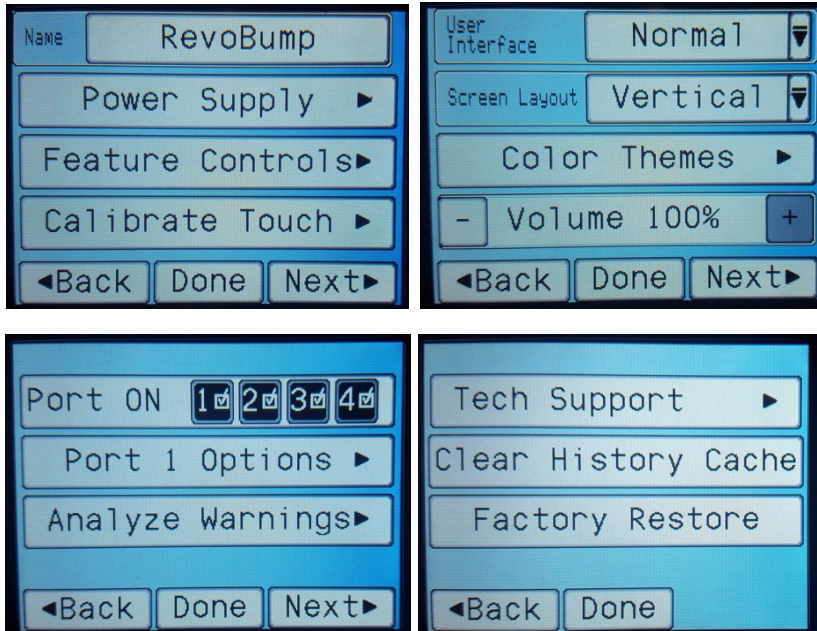 Name RevoBump
Power Supply ▶
Feature Controls▶
Calibrate Touch ▶
◀Back Done Next▶
User
Interface Normal ▼
Screen Layout Vertical ▼
Color Themes ▶
- Volume 100% +
◀Back Done Next▶
Port ON 1☑ 2☑ 3☑ 4☑
Port 1 Options ▶
Analyze Warnings▶
◀Back Done Next▶
Tech Support ▶
Clear History Cache
Factory Restore
◀Back Done